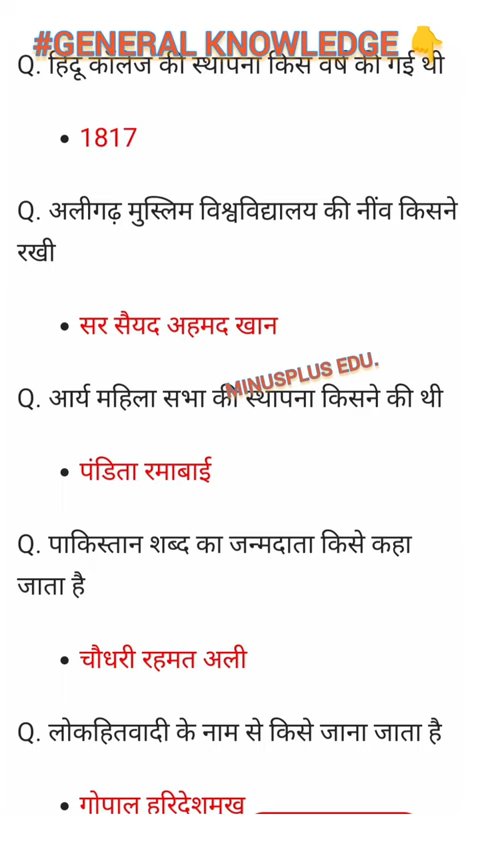 #GENERAL KNOWLEDGE 👇
Q. हिंदू कॉलेज की स्थापना किस वर्ष की गई थी
• 1817
Q. अलीगढ़ मुस्लिम विश्वविद्यालय की नींव किसने
रखी
• सर सैयद अहमद खान
MINUSPLUS EDU.
Q. आर्य महिला सभा की स्थापना किसने की थी
• पंडिता रमाबाई
Q. पाकिस्तान शब्द का जन्मदाता किसे कहा
जाता है
• चौधरी रहमत अली
Q. लोकहितवादी के नाम से किसे जाना जाता है
• गोपाल हरिदेशमुख